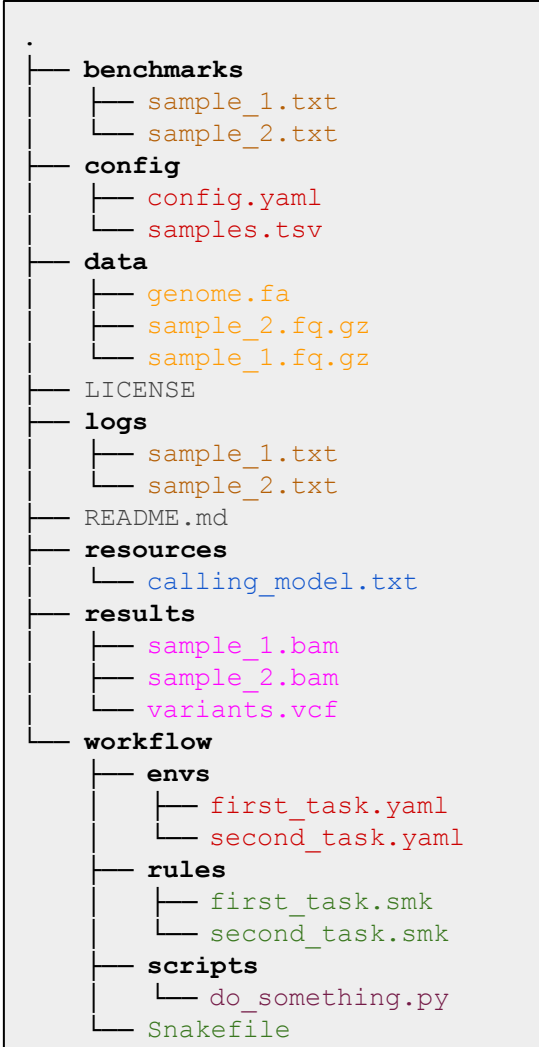 .
├── benchmarks
│   ├── sample_1.txt
│   └── sample_2.txt
├── config
│   ├── config.yaml
│   └── samples.tsv
├── data
│   ├── genome.fa
│   ├── sample_2.fq.gz
│   └── sample_1.fq.gz
├── LICENSE
├── logs
│   ├── sample_1.txt
│   └── sample_2.txt
├── README.md
├── resources
│   └── calling_model.txt
├── results
│   ├── sample_1.bam
│   ├── sample_2.bam
│   └── variants.vcf
└── workflow
    ├── envs
    │   ├── first_task.yaml
    │   └── second_task.yaml
    ├── rules
    │   ├── first_task.smk
    │   └── second_task.smk
    ├── scripts
    │   └── do_something.py
    └── Snakefile